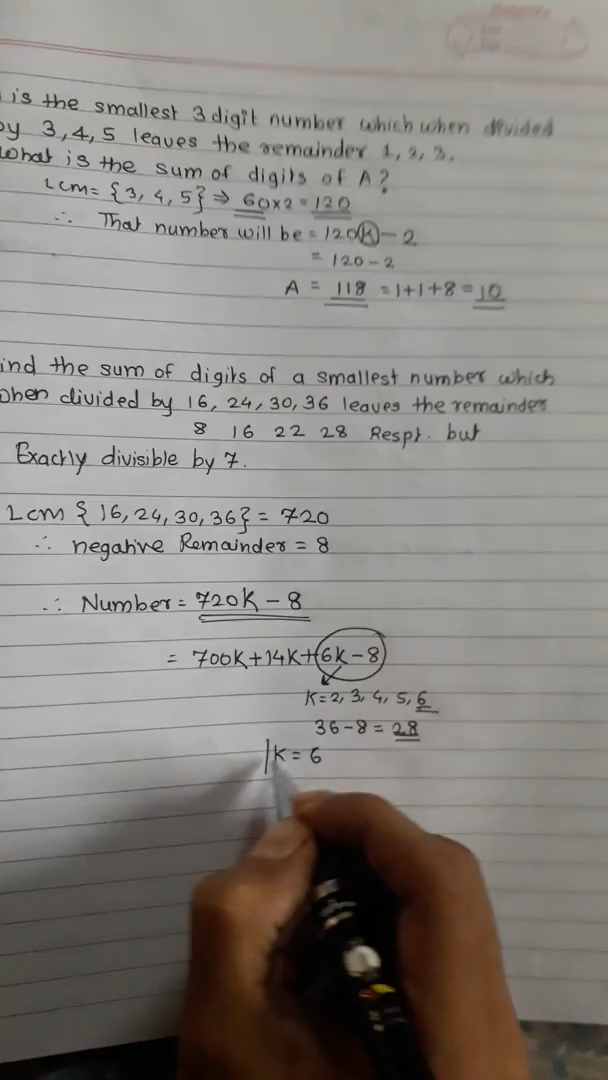 is the smallest 3 digit number which when divided
by 3, 4, 5 leaves the remainder 1, 2, 3.
What is the sum of digits of A?
Lcm = {3, 4, 5} ⇒ 60×2 = 120
∴ That number will be = 120k - 2
= 120 - 2
A = 118 = 1+1+8 = 10
ind the sum of digits of a smallest number which
when divided by 16, 24, 30, 36 leaves the remainder
8 16 22 28 Respt. but
Exactly divisible by 7.
Lcm {16, 24, 30, 36} = 720
∴ negative Remainder = 8
∴ Number = 720K - 8
= 700K + 14K + 6K - 8
K = 2, 3, 4, 5, 6
36 - 8 = 28
K = 6